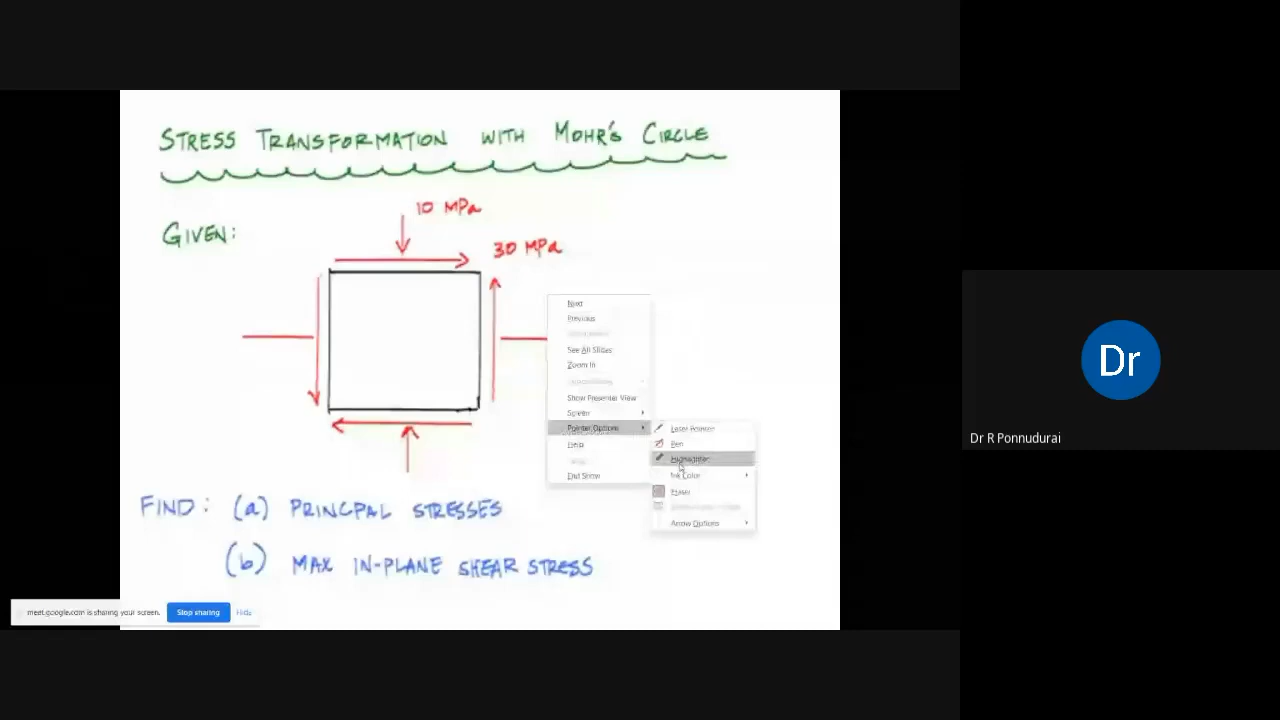 STRESS TRANSFORMATION WITH MOHR'S CIRCLE
GIVEN:
10 MPa
30 MPa
Next
Previous
See All Slides
Zoom In
Show Presenter View
Screen
Pointer Options
Help
End Show
Laser Pointer
Pen
Highlighter
Ink Color
Eraser
Arrow Options
FIND: (a) PRINCPAL STRESSES
(b) MAX IN-PLANE SHEAR STRESS
meet.google.com is sharing your screen.
Stop sharing
Hide
Dr
Dr R Ponnudurai